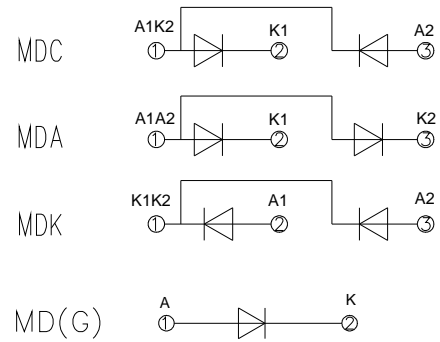 A1K2 K1 A2
MDC 1 2 3
A1A2 K1 K2
MDA 1 2 3
K1K2 A1 A2
MDK 1 2 3
A K
MD(G) 1 2